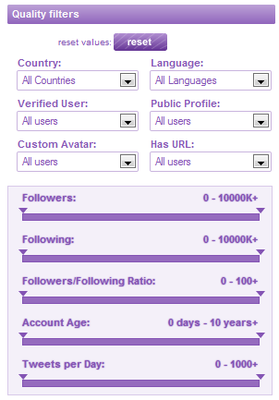 Quality filters
reset values: reset
Country: Language:
All Countries All Languages
Verified User: Public Profile:
All users All users
Custom Avatar: Has URL:
All users All users
Followers: 0 - 10000K+
Following: 0 - 10000K+
Followers/Following Ratio: 0 - 100+
Account Age: 0 days - 10 years+
Tweets per Day: 0 - 1000+